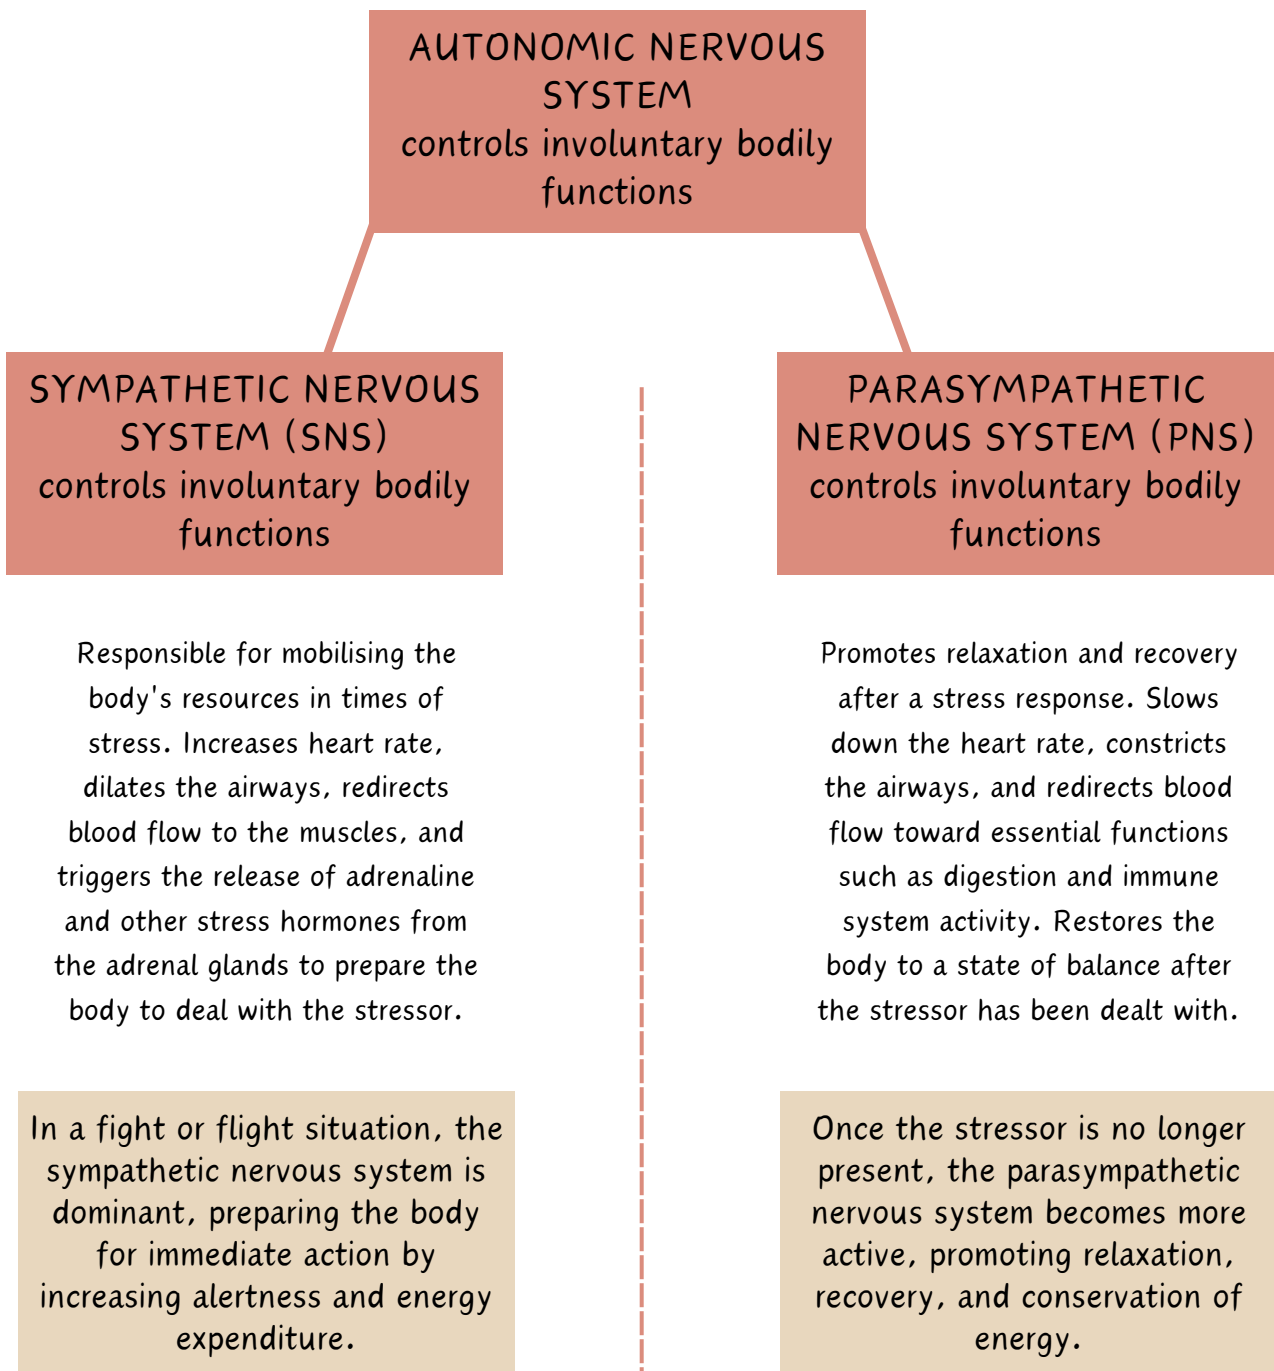 AUTONOMIC NERVOUS
SYSTEM
controls involuntary bodily
functions
SYMPATHETIC NERVOUS
SYSTEM (SNS)
controls involuntary bodily
functions
Responsible for mobilising the
body's resources in times of
stress. Increases heart rate,
dilates the airways, redirects
blood flow to the muscles, and
triggers the release of adrenaline
and other stress hormones from
the adrenal glands to prepare the
body to deal with the stressor.
In a fight or flight situation, the
sympathetic nervous system is
dominant, preparing the body
for immediate action by
increasing alertness and energy
expenditure.
PARASYMPATHETIC
NERVOUS SYSTEM (PNS)
controls involuntary bodily
functions
Promotes relaxation and recovery
after a stress response. Slows
down the heart rate, constricts
the airways, and redirects blood
flow toward essential functions
such as digestion and immune
system activity. Restores the
body to a state of balance after
the stressor has been dealt with.
Once the stressor is no longer
present, the parasympathetic
nervous system becomes more
active, promoting relaxation,
recovery, and conservation of
energy.